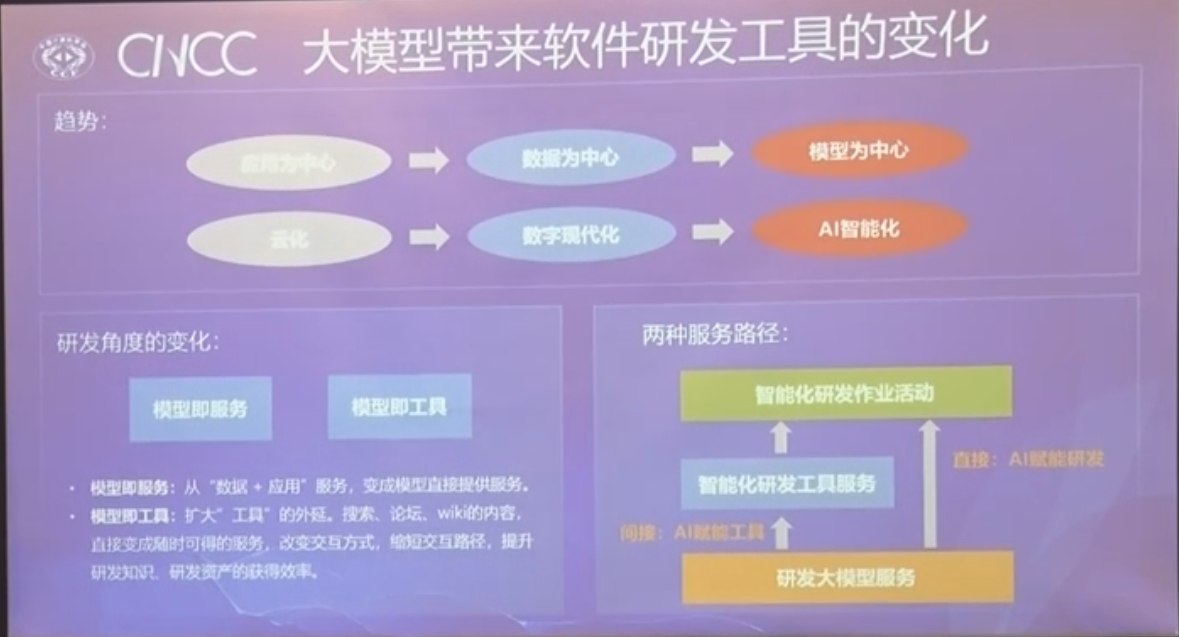 CNCC 大模型带来软件研发工具的变化
趋势:
应用为中心 数据为中心 模型为中心
云化 数字现代化 AI智能化
研发角度的变化:
模型即服务 模型即工具
• 模型即服务：从“数据 + 应用”服务，变成模型直接提供服务。
• 模型即工具：扩大“工具”的外延。搜索、论坛、wiki的内容，
直接变成随时可得的服务，改变交互方式，缩短交互路径，提升
研发知识、研发资产的获得效率。
两种服务路径:
智能化研发作业活动
直接：AI赋能研发
智能化研发工具服务
间接：AI赋能工具
研发大模型服务